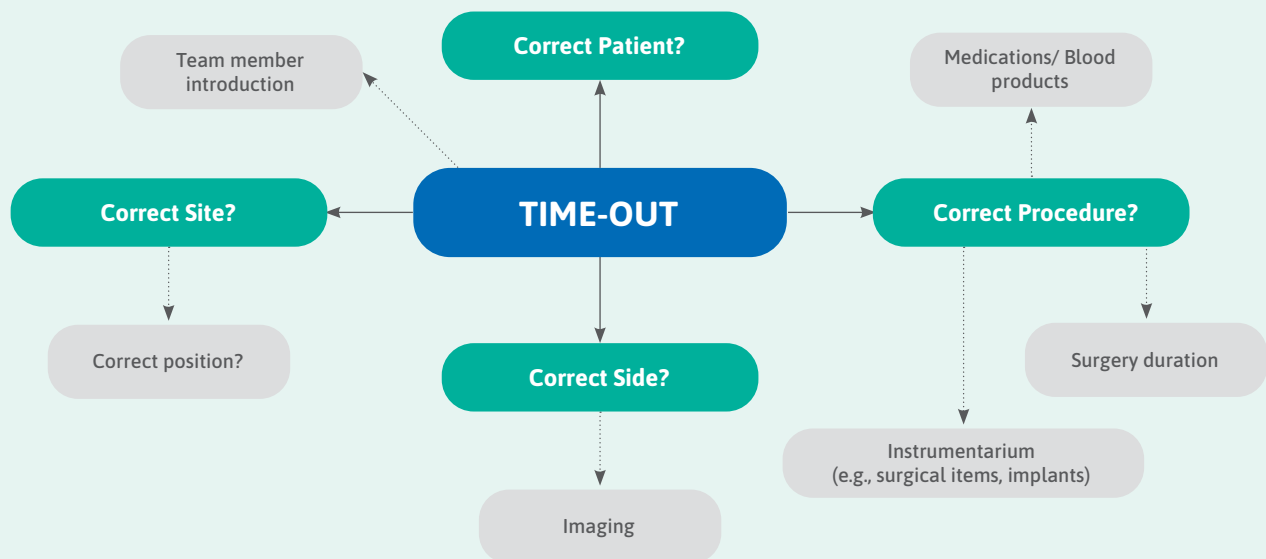 Correct Patient?
Team member
introduction
Medications/ Blood
products
Correct Site?
TIME-OUT
Correct Procedure?
Correct position?
Correct Side?
Surgery duration
Instrumentarium
(e.g., surgical items, implants)
Imaging